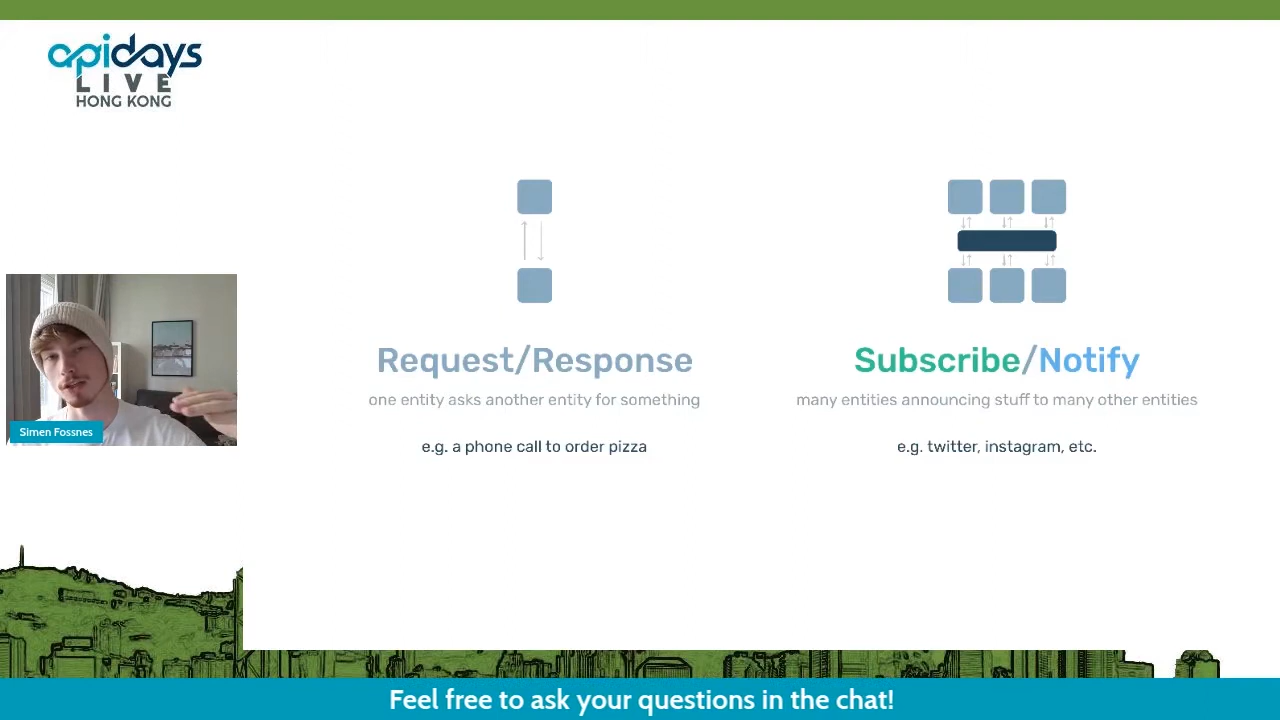 apidays
LIVE
HONG KONG
Request/Response
one entity asks another entity for something
e.g. a phone call to order pizza
Subscribe/Notify
many entities announcing stuff to many other entities
e.g. twitter, instagram, etc.
Simen Fossnes
Feel free to ask your questions in the chat!